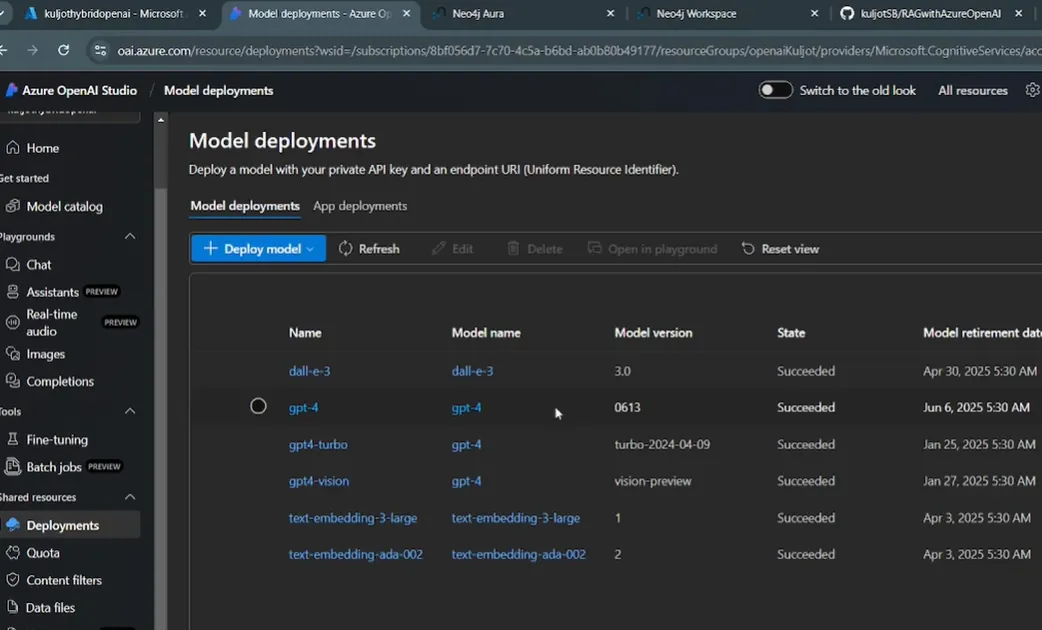 kuljothybridopenai - Microsoft
Model deployments - Azure Op
Neo4j Aura
Neo4j Workspace
kuljotSB/RAGwithAzureOpenAI
oai.azure.com/resource/deployments?wsid=/subscriptions/8bf056d7-7c70-4c5a-b6bd-ab0b80b49177/resourceGroups/openaiKuljot/providers/Microsoft.CognitiveServices/acc
Azure OpenAI Studio / Model deployments
Switch to the old look
All resources
kuljothybridopenai
Home
Get started
Model catalog
Playgrounds
Chat
Assistants PREVIEW
Real-time audio PREVIEW
Images
Completions
Tools
Fine-tuning
Batch jobs PREVIEW
Shared resources
Deployments
Quota
Content filters
Data files
Model deployments
Deploy a model with your private API key and an endpoint URI (Uniform Resource Identifier).
Model deployments App deployments
Deploy model Refresh Edit Delete Open in playground Reset view
Name Model name Model version State Model retirement date
dall-e-3 dall-e-3 3.0 Succeeded Apr 30, 2025 5:30 AM
gpt-4 gpt-4 0613 Succeeded Jun 6, 2025 5:30 AM
gpt4-turbo gpt-4 turbo-2024-04-09 Succeeded Jan 25, 2025 5:30 AM
gpt4-vision gpt-4 vision-preview Succeeded Jan 27, 2025 5:30 AM
text-embedding-3-large text-embedding-3-large 1 Succeeded Apr 3, 2025 5:30 AM
text-embedding-ada-002 text-embedding-ada-002 2 Succeeded Apr 3, 2025 5:30 AM